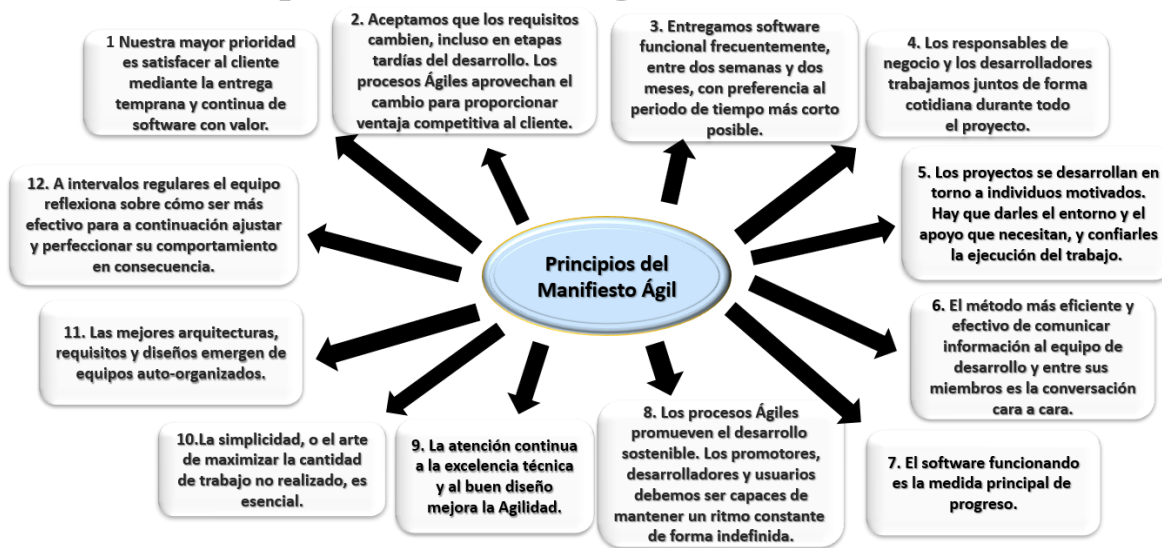 1 Nuestra mayor prioridad
es satisfacer al cliente
mediante la entrega
temprana y continua de
software con valor.
2. Aceptamos que los requisitos
cambien, incluso en etapas
tardías del desarrollo. Los
procesos Ágiles aprovechan el
cambio para proporcionar
ventaja competitiva al cliente.
3. Entregamos software
funcional frecuentemente,
entre dos semanas y dos
meses, con preferencia al
periodo de tiempo más corto
posible.
4. Los responsables de
negocio y los desarrolladores
trabajamos juntos de forma
cotidiana durante todo
el proyecto.
5. Los proyectos se desarrollan en
torno a individuos motivados.
Hay que darles el entorno y el
apoyo que necesitan, y confiarles
la ejecución del trabajo.
6. El método más eficiente y
efectivo de comunicar
información al equipo de
desarrollo y entre sus
miembros es la conversación
cara a cara.
7. El software funcionando
es la medida principal de
progreso.
8. Los procesos Ágiles
promueven el desarrollo
sostenible. Los promotores,
desarrolladores y usuarios
debemos ser capaces de
mantener un ritmo constante
de forma indefinida.
9. La atención continua
a la excelencia técnica
y al buen diseño
mejora la Agilidad.
10.La simplicidad, o el arte
de maximizar la cantidad
de trabajo no realizado, es
esencial.
11. Las mejores arquitecturas,
requisitos y diseños emergen de
equipos auto-organizados.
12. A intervalos regulares el equipo
reflexiona sobre cómo ser más
efectivo para a continuación ajustar
y perfeccionar su comportamiento
en consecuencia.
Principios del
Manifiesto Ágil